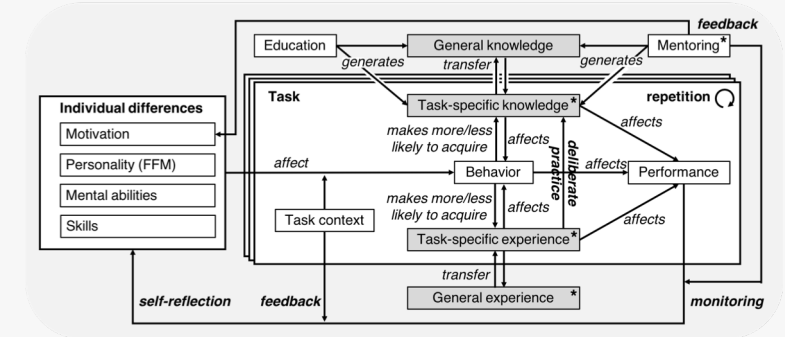 feedback
Education
General knowledge
Mentoring*
generates
transfer
generates
Task
Task-specific knowledge*
repetition
Individual differences
Motivation
Personality (FFM)
Mental abilities
Skills
makes more/less
likely to acquire
affects
deliberate
practice
affects
affect
Behavior
affects
Performance
Task context
makes more/less
likely to acquire
affects
affects
Task-specific experience*
transfer
General experience *
self-reflection
feedback
monitoring